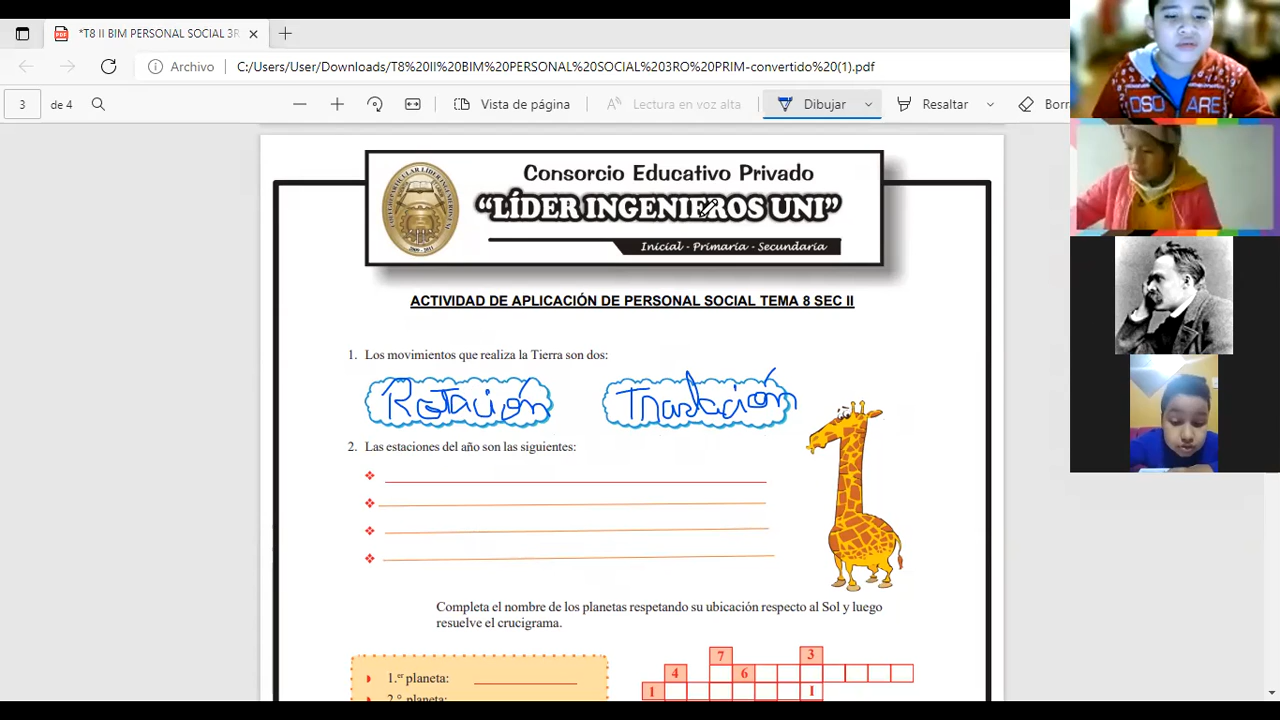 *T8 II BIM PERSONAL SOCIAL 3R
Archivo
C:/Users/User/Downloads/T8%20II%20BIM%20PERSONAL%20SOCIAL%203RO%20PRIM-convertido%20(1).pdf
3 de 4
Vista de página
Lectura en voz alta
Dibujar
Resaltar
Borr
Consorcio Educativo Privado
“LÍDER INGENIEROS UNI”
Inicial - Primaria - Secundaria
ACTIVIDAD DE APLICACIÓN DE PERSONAL SOCIAL TEMA 8 SEC II
1. Los movimientos que realiza la Tierra son dos:
Rotación
Traslación
2. Las estaciones del año son las siguientes:
Completa el nombre de los planetas respetando su ubicación respecto al Sol y luego
resuelve el crucigrama.
1.er planeta:
2.o planeta:
7 3
4 6
1 1